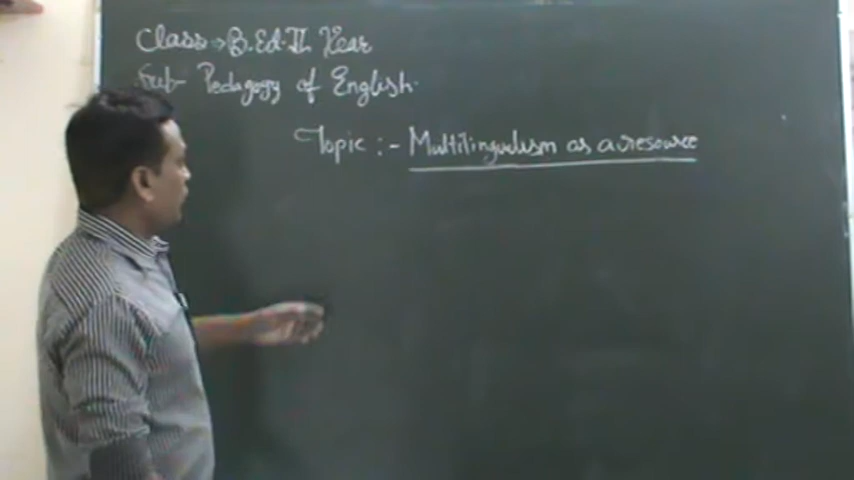 Class → B.Ed. II Year
Sub- Pedagogy of English.
Topic :- Multilingualism as a resource